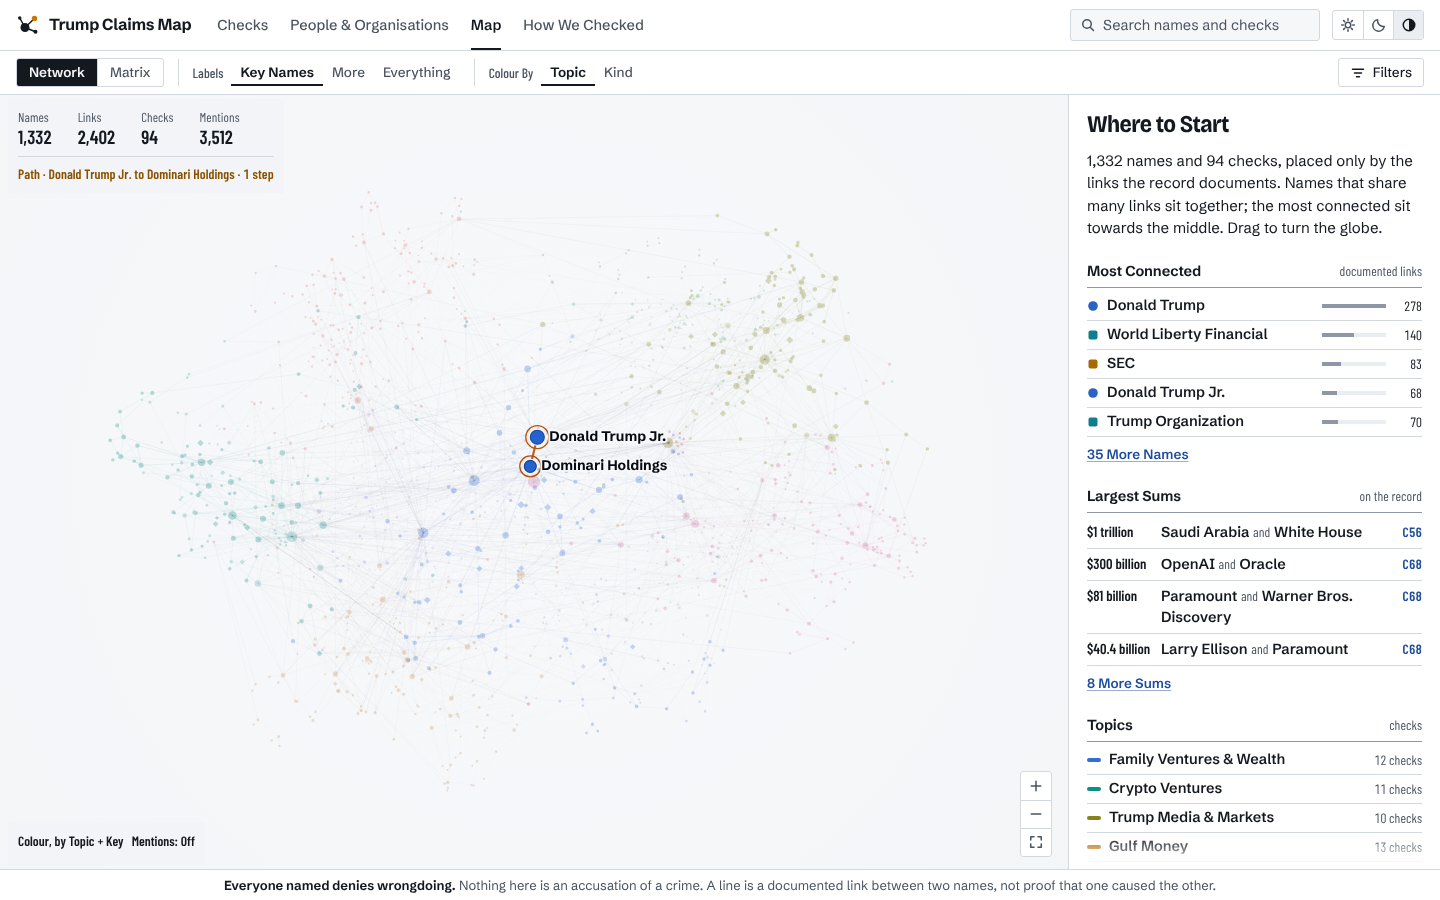 Trump Claims Map
Checks
People & Organisations
Map
How We Checked
Search names and checks
Network
Matrix
Labels
Key Names
More
Everything
Colour By
Topic
Kind
Filters
Names
Links
Checks
Mentions
1,332
2,402
94
3,512
Path · Donald Trump Jr. to Dominari Holdings · 1 step
Donald Trump Jr.
Dominari Holdings
Colour, by Topic + Key
Mentions: Off
Where to Start
1,332 names and 94 checks, placed only by the
links the record documents. Names that share
many links sit together; the most connected sit
towards the middle. Drag to turn the globe.
Most Connected
documented links
Donald Trump 278
World Liberty Financial 140
SEC 83
Donald Trump Jr. 68
Trump Organization 70
35 More Names
Largest Sums
on the record
$1 trillion Saudi Arabia and White House C56
$300 billion OpenAI and Oracle C68
$81 billion Paramount and Warner Bros. C68
Discovery
$40.4 billion Larry Ellison and Paramount C68
8 More Sums
Topics
checks
Family Ventures & Wealth 12 checks
Crypto Ventures 11 checks
Trump Media & Markets 10 checks
Gulf Money 13 checks
Everyone named denies wrongdoing. Nothing here is an accusation of a crime. A line is a documented link between two names, not proof that one caused the other.